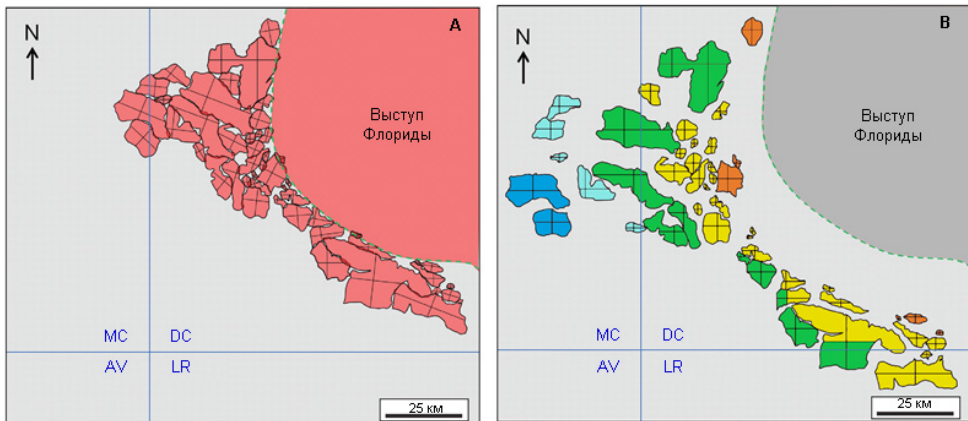 A
N
Выступ
Флориды
MC DC
AV LR
25 км
B
N
Выступ
Флориды
MC DC
AV LR
25 км